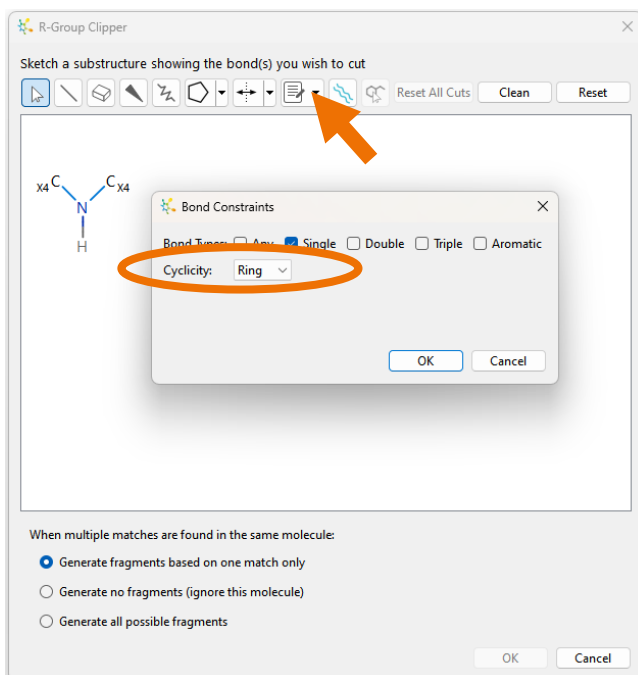 R-Group Clipper
Sketch a substructure showing the bond(s) you wish to cut
Reset All Cuts Clean Reset
X4 C C X4
N
H
Bond Constraints
Bond Types: Any Single Double Triple Aromatic
Cyclicity: Ring
OK Cancel
When multiple matches are found in the same molecule:
Generate fragments based on one match only
Generate no fragments (ignore this molecule)
Generate all possible fragments
OK Cancel